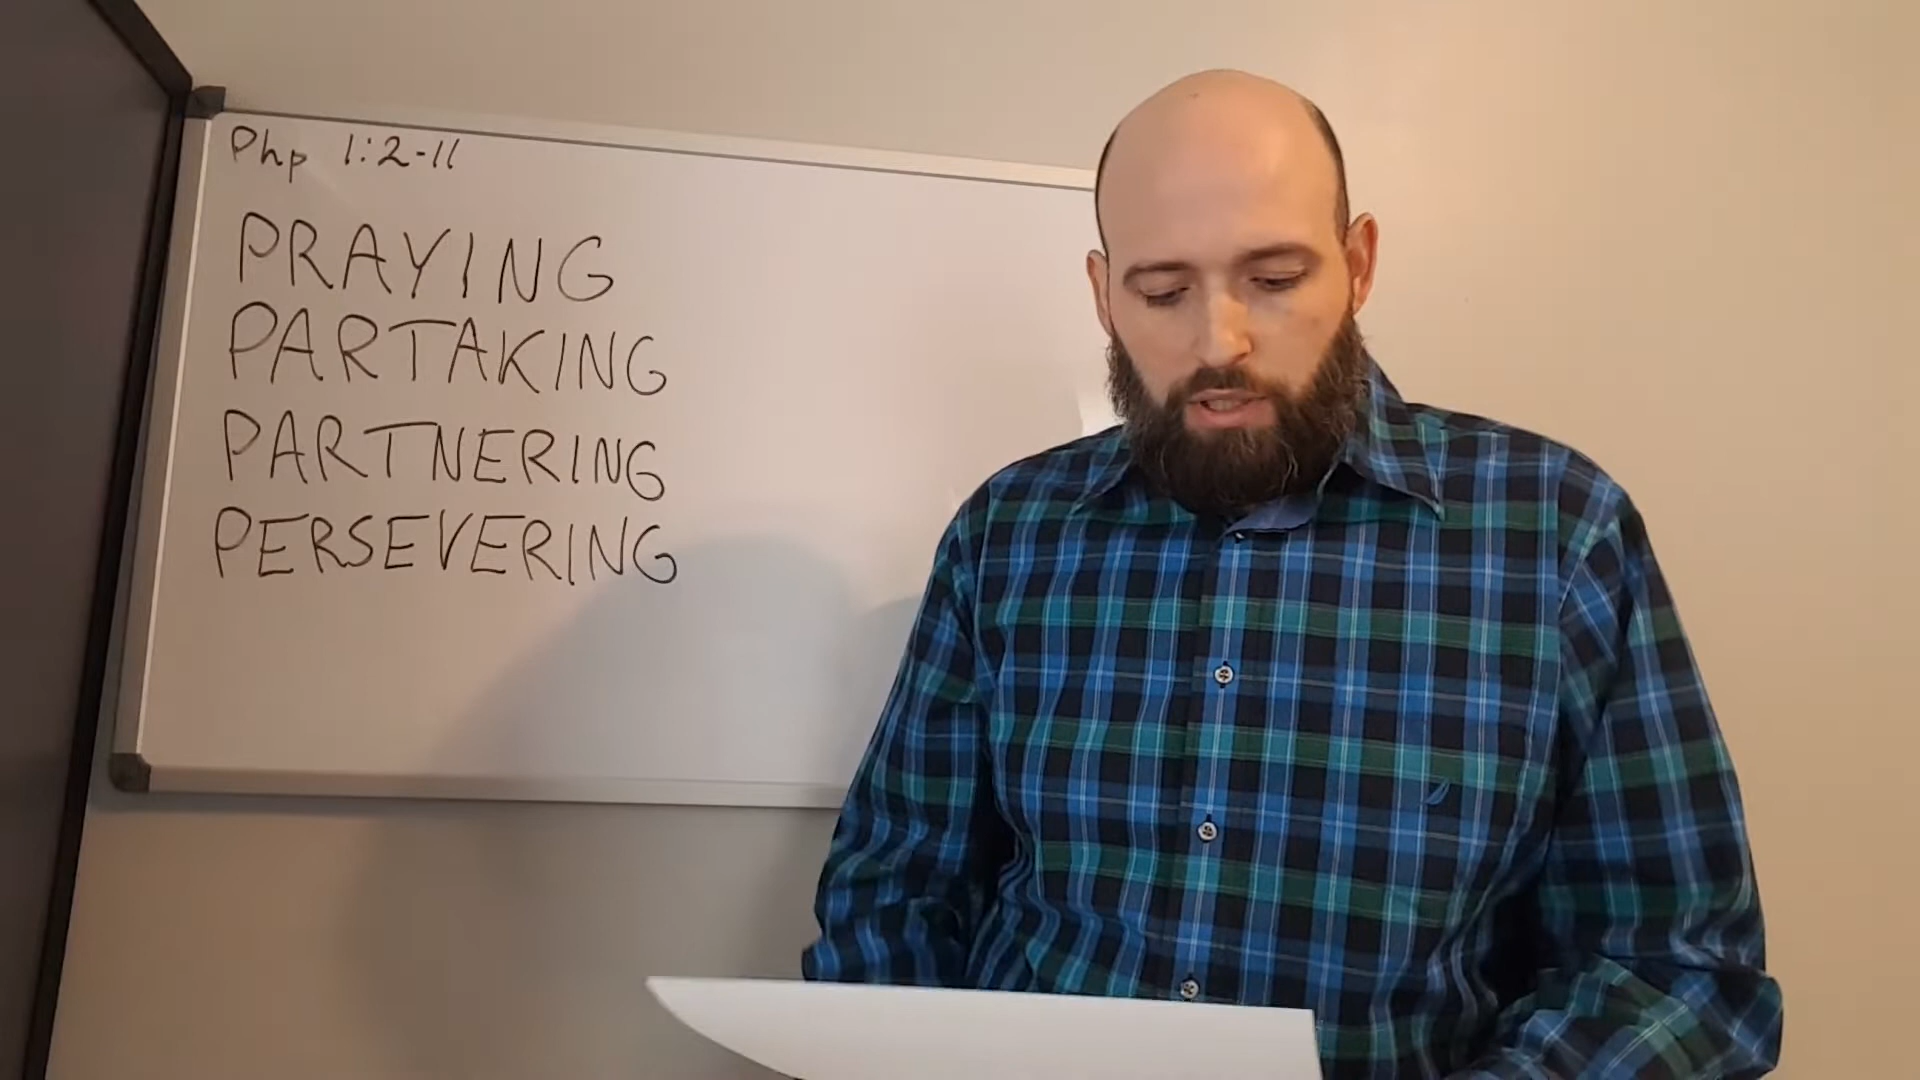 Php 1:2-11
PRAYING
PARTAKING
PARTNERING
PERSEVERING